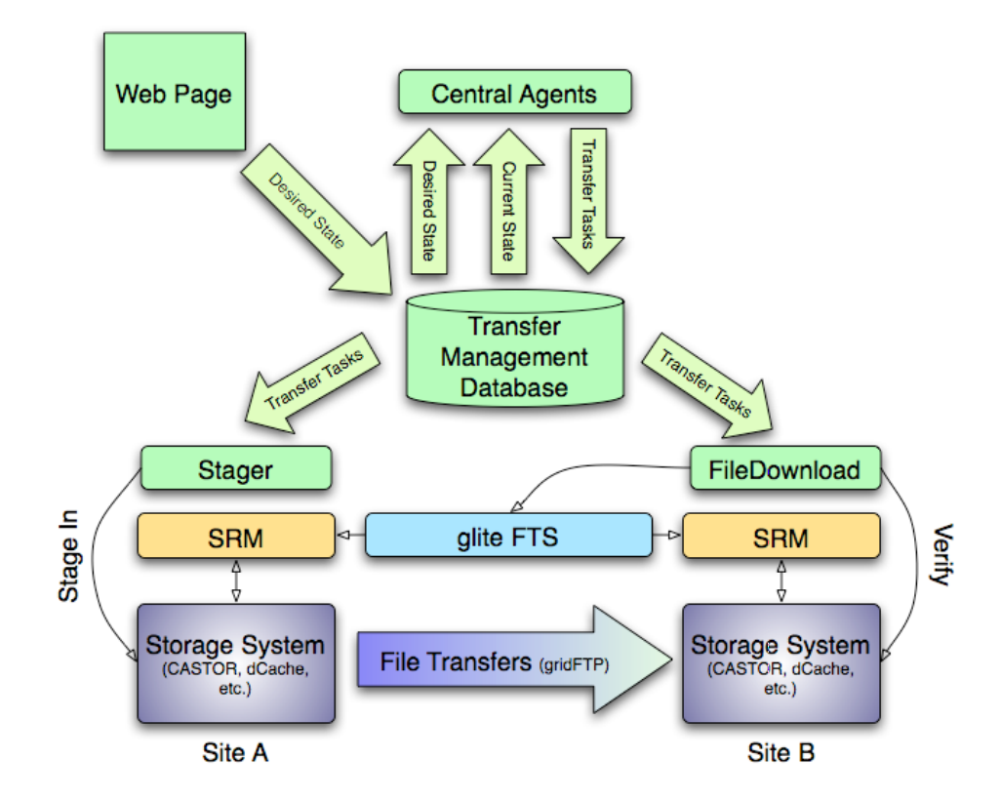 Web Page
Central Agents
Desired State
Desired State
Current State
Transfer Tasks
Transfer
Management
Database
Transfer Tasks
Transfer Tasks
Stager
FileDownload
Stage In
SRM
glite FTS
SRM
Verify
Storage System
(CASTOR, dCache,
etc.)
File Transfers (gridFTP)
Storage System
(CASTOR, dCache,
etc.)
Site A
Site B